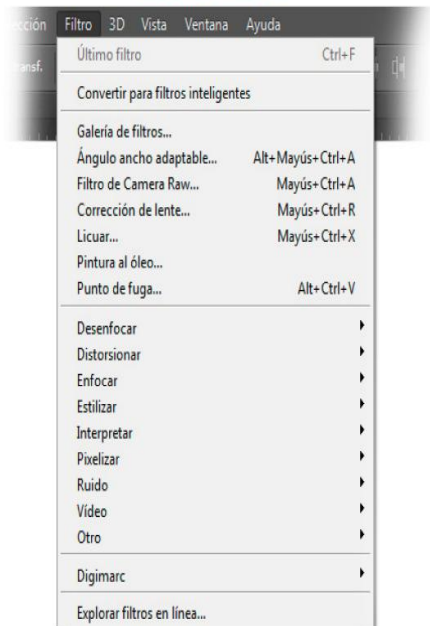 Filtro 3D Vista Ventana Ayuda
Último filtro Ctrl+F
Convertir para filtros inteligentes
Galería de filtros...
Ángulo ancho adaptable... Alt+Mayús+Ctrl+A
Filtro de Camera Raw... Mayús+Ctrl+A
Corrección de lente... Mayús+Ctrl+R
Licuar... Mayús+Ctrl+X
Pintura al óleo...
Punto de fuga... Alt+Ctrl+V
Desenfocar
Distorsionar
Enfocar
Estilizar
Interpretar
Pixelizar
Ruido
Vídeo
Otro
Digimarc
Explorar filtros en línea...